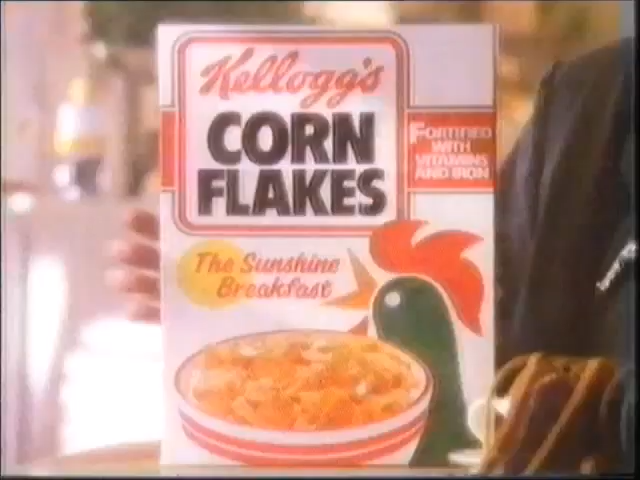 Kellogg's
CORN
FLAKES
FORTIFIED
WITH
VITAMINS
AND IRON
The Sunshine
Breakfast